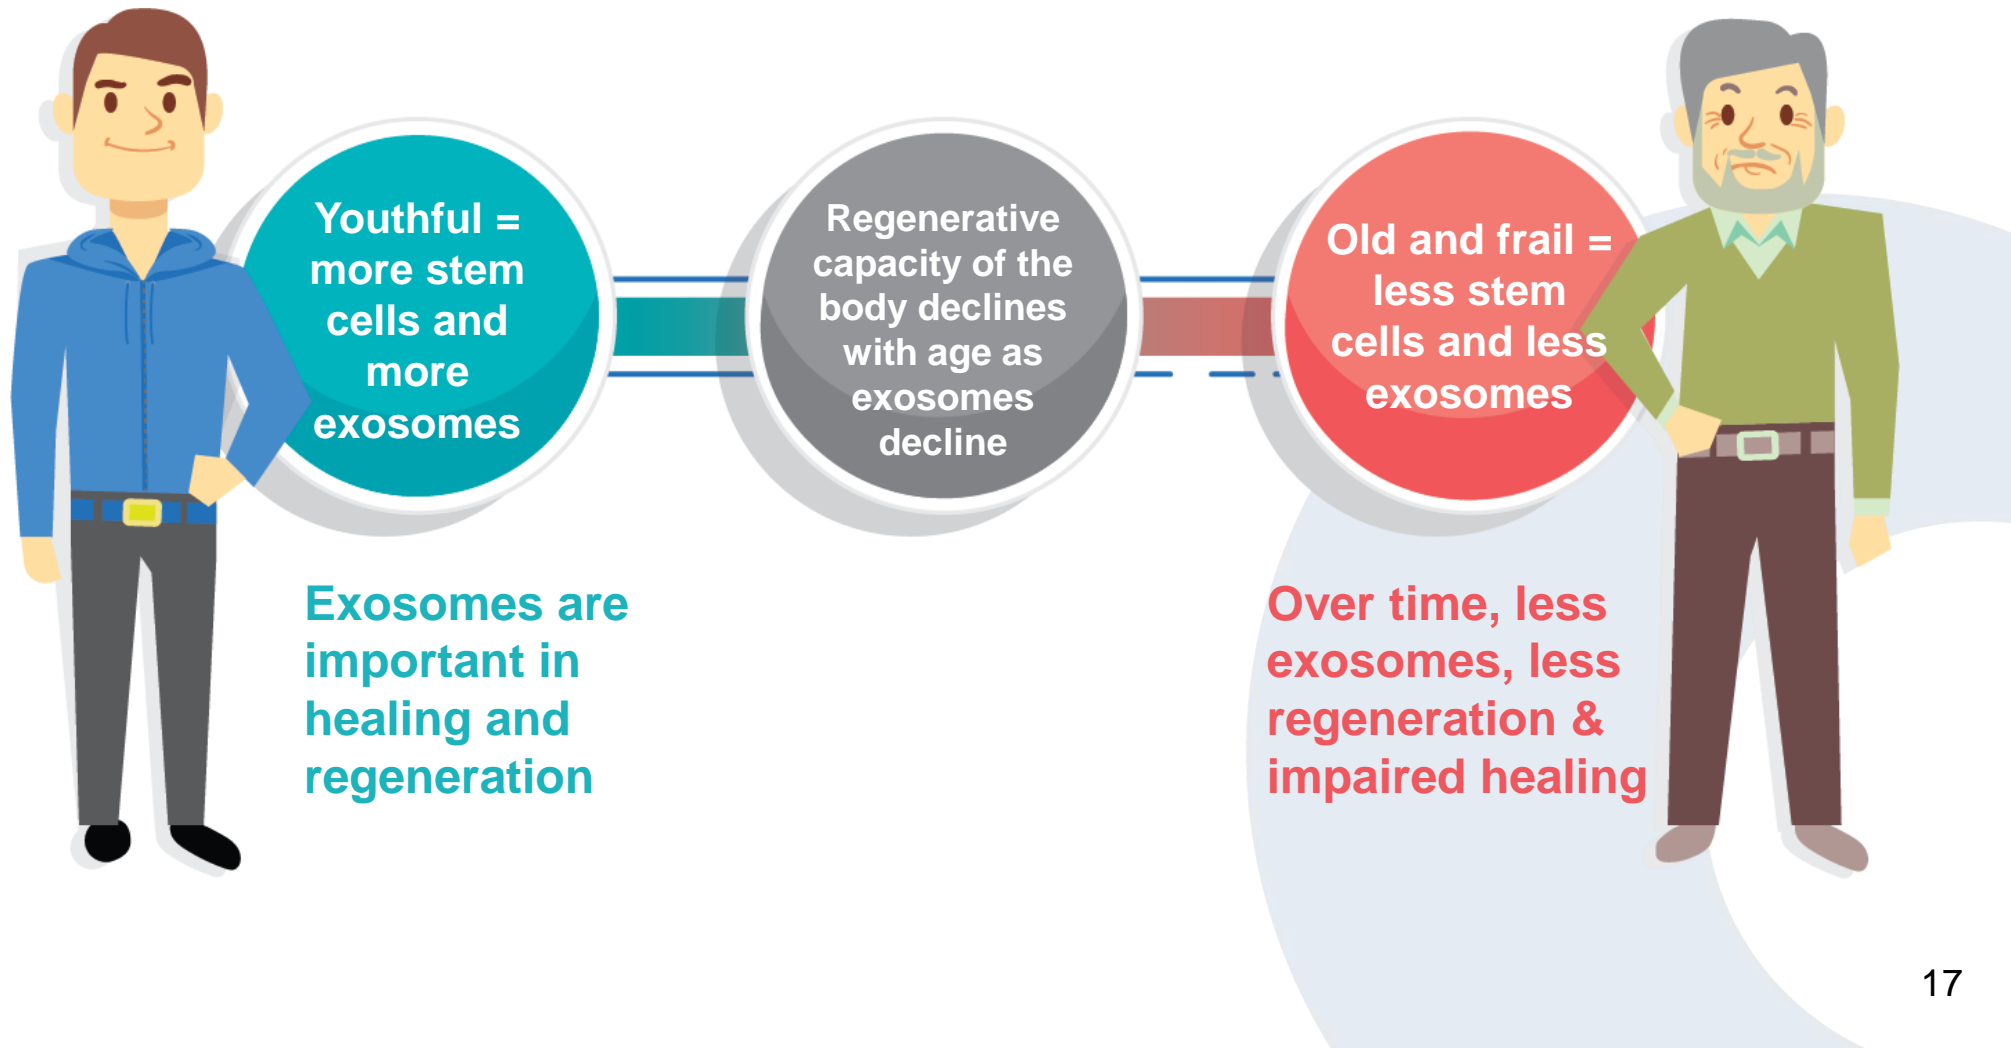 Youthful =
more stem
cells and
more
exosomes
Regenerative
capacity of the
body declines
with age as
exosomes
decline
Old and frail =
less stem
cells and less
exosomes
Exosomes are
important in
healing and
regeneration
Over time, less
exosomes, less
regeneration &
impaired healing
17